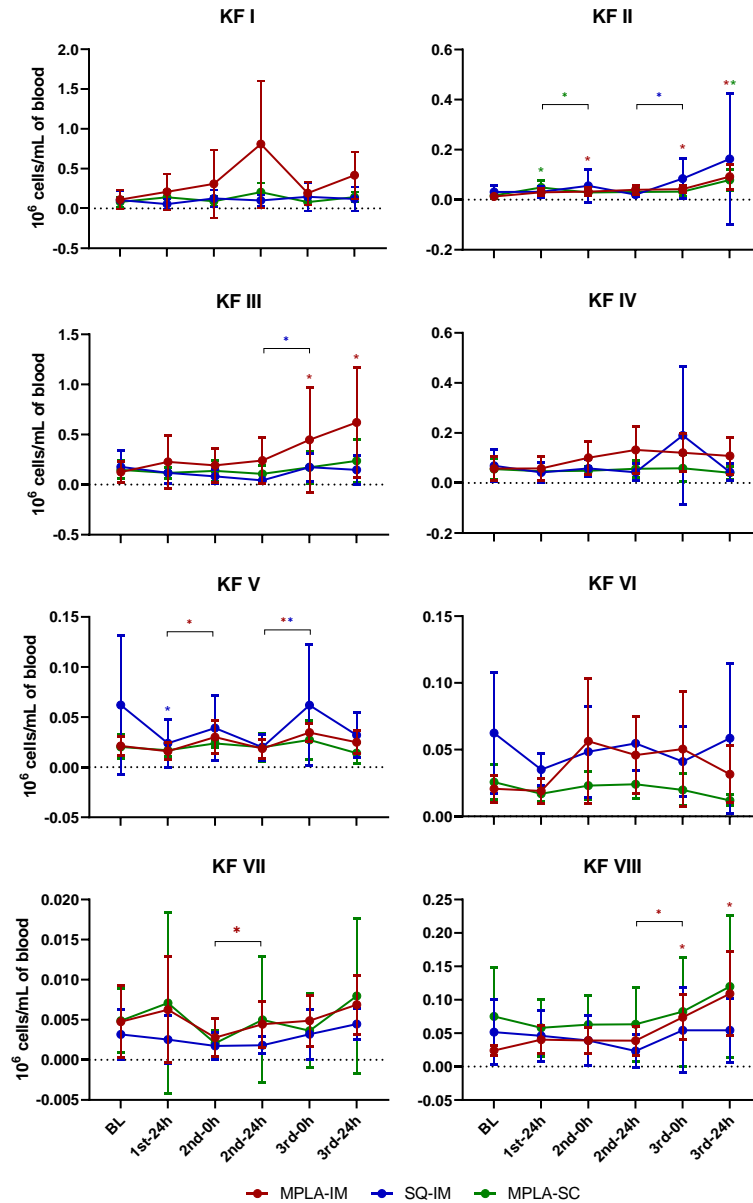 KF I
KF II
10⁶ cells/mL of blood
2.0
1.5
1.0
0.5
0.0
-0.5
0.6
0.4
0.2
0.0
-0.2
*
*
*
*
*
**
KF III
KF IV
10⁶ cells/mL of blood
1.5
1.0
0.5
0.0
-0.5
*
*
*
0.6
0.4
0.2
0.0
-0.2
KF V
KF VI
10⁶ cells/mL of blood
0.15
0.10
0.05
0.00
-0.05
*
*
**
0.15
0.10
0.05
0.00
KF VII
KF VIII
10⁶ cells/mL of blood
0.020
0.015
0.010
0.005
0.000
-0.005
*
0.25
0.20
0.15
0.10
0.05
0.00
0.05
*
*
*
BL
1st-24h
2nd-0h
2nd-24h
3rd-0h
3rd-24h
BL
1st-24h
2nd-0h
2nd-24h
3rd-0h
3rd-24h
MPLA-IM SQ-IM MPLA-SC